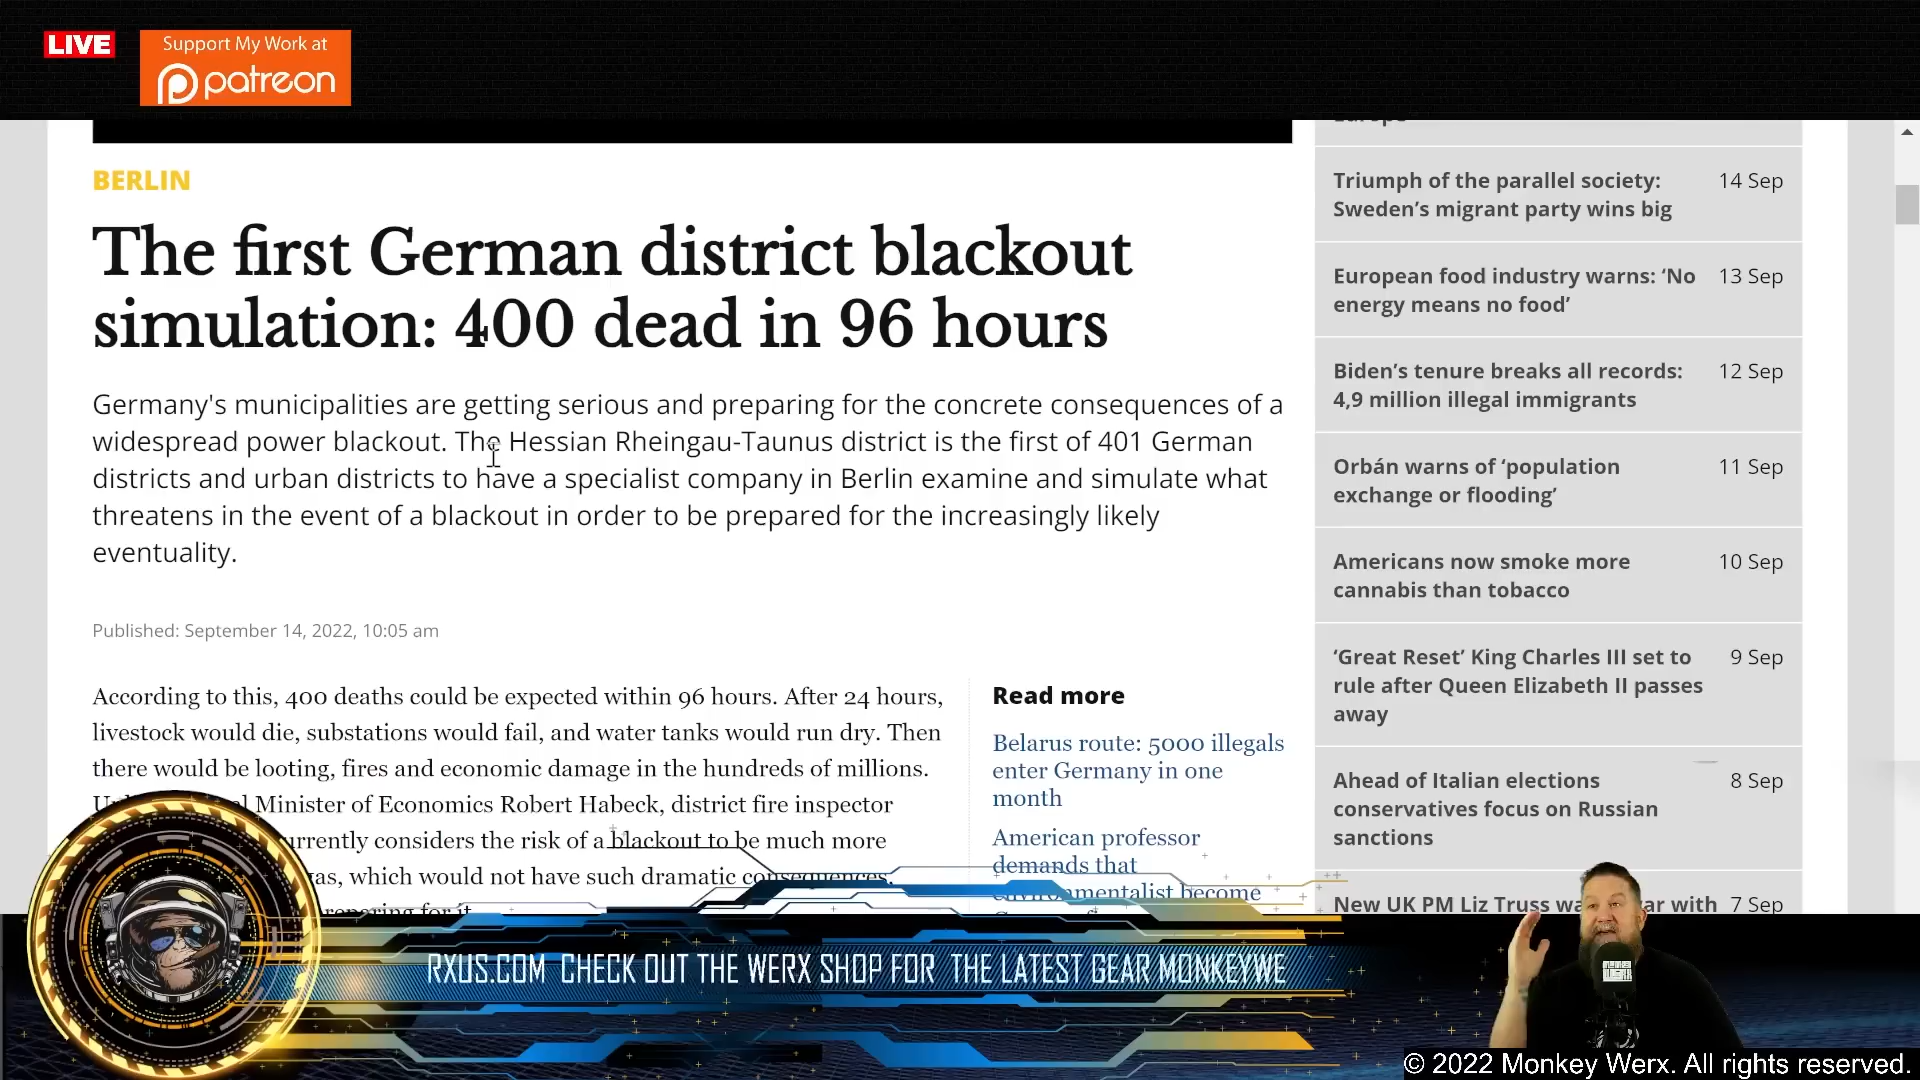 LIVE
Support My Work at
patreon
BERLIN
The first German district blackout
simulation: 400 dead in 96 hours
Germany's municipalities are getting serious and preparing for the concrete consequences of a
widespread power blackout. The Hessian Rheingau-Taunus district is the first of 401 German
districts and urban districts to have a specialist company in Berlin examine and simulate what
threatens in the event of a blackout in order to be prepared for the increasingly likely
eventuality.
Published: September 14, 2022, 10:05 am
According to this, 400 deaths could be expected within 96 hours. After 24 hours,
livestock would die, substations would fail, and water tanks would run dry. Then
there would be looting, fires and economic damage in the hundreds of millions.
Minister of Economics Robert Habeck, district fire inspector
considers the risk of a blackout to be much more
gas, which would not have such dramatic consequences.
preparing for it
Read more
Belarus route: 5000 illegals
enter Germany in one
month
American professor
demands that
environmentalist become
Europe
Triumph of the parallel society: 14 Sep
Sweden's migrant party wins big
European food industry warns: ‘No 13 Sep
energy means no food’
Biden’s tenure breaks all records: 12 Sep
4,9 million illegal immigrants
Orbán warns of ‘population 11 Sep
exchange or flooding’
Americans now smoke more 10 Sep
cannabis than tobacco
‘Great Reset’ King Charles III set to 9 Sep
rule after Queen Elizabeth II passes
away
Ahead of Italian elections 8 Sep
conservatives focus on Russian
sanctions
New UK PM Liz Truss with 7 Sep
RXUS.COM CHECK OUT THE WERX SHOP FOR THE LATEST GEAR MONKEYWE
© 2022 Monkey Werx. All rights reserved.